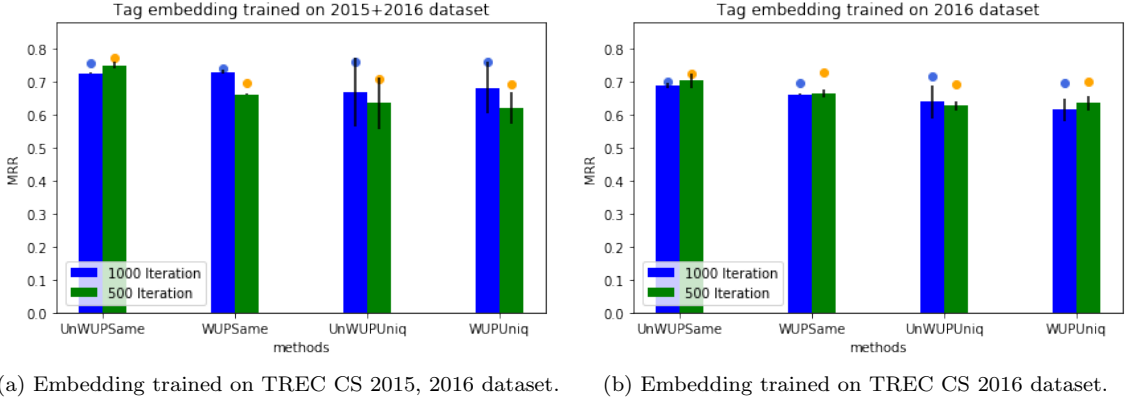 Tag embedding trained on 2015+2016 dataset
0.8
0.7
0.6
0.5
0.4
0.3
0.2
0.1
0.0
MRR
1000 Iteration
500 Iteration
UnWUPSame WUPSame UnWUPUniq WUPUniq
methods
(a) Embedding trained on TREC CS 2015, 2016 dataset.
Tag embedding trained on 2016 dataset
0.8
0.7
0.6
0.5
0.4
0.3
0.2
0.1
0.0
MRR
1000 Iteration
500 Iteration
UnWUPSame WUPSame UnWUPUniq WUPUniq
methods
(b) Embedding trained on TREC CS 2016 dataset.